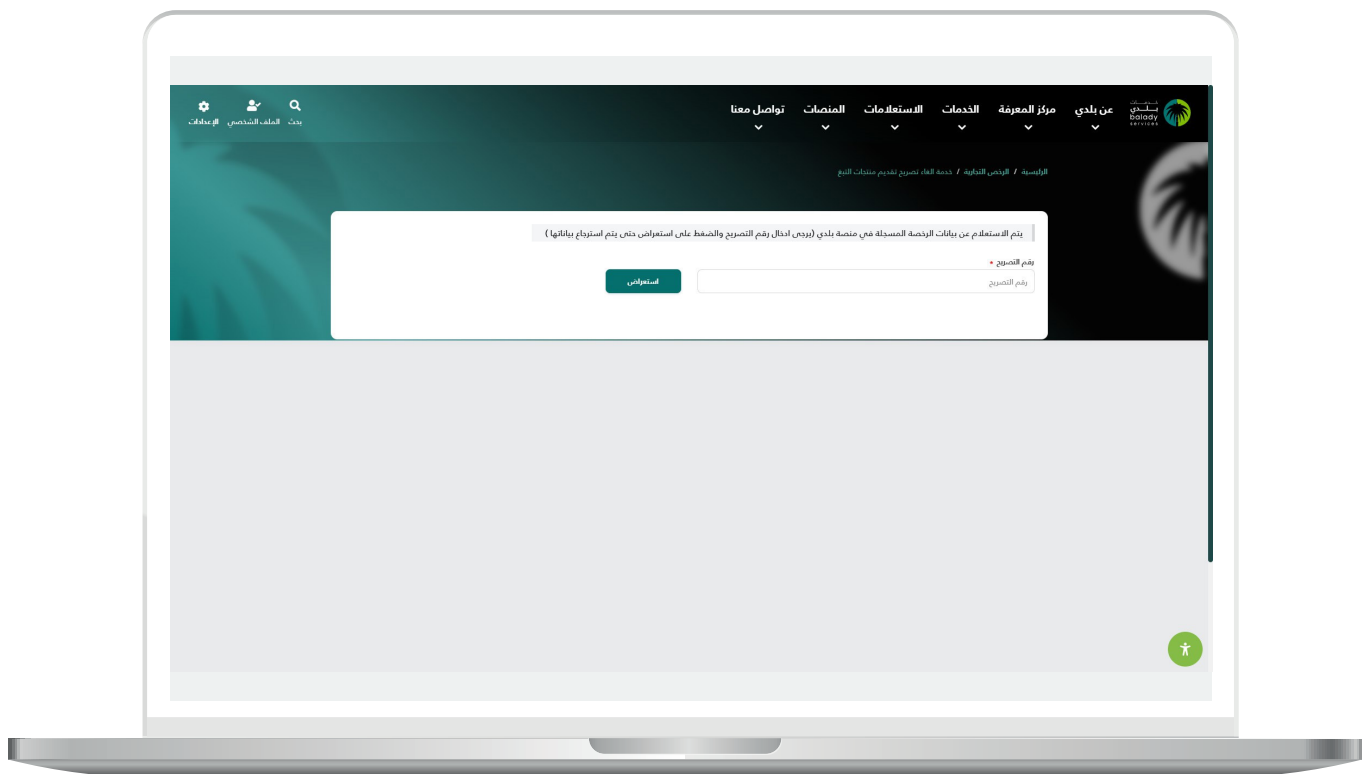 خدمات
بلدي
balady
services
عن بلدي
مركز المعرفة
الخدمات
الاستعلامات
المنصات
تواصل معنا
بحث
الملف الشخصي
الإعدادات
الرئيسية / الرخص التجارية / خدمة الغاء تصريح تقديم منتجات التبغ
يتم الاستعلام عن بيانات الرخصة المسجلة في منصة بلدي (يرجى ادخال رقم التصريح والضغط على استعراض حتى يتم استرجاع بياناتها )
رقم التصريح *
رقم التصريح
استعراض